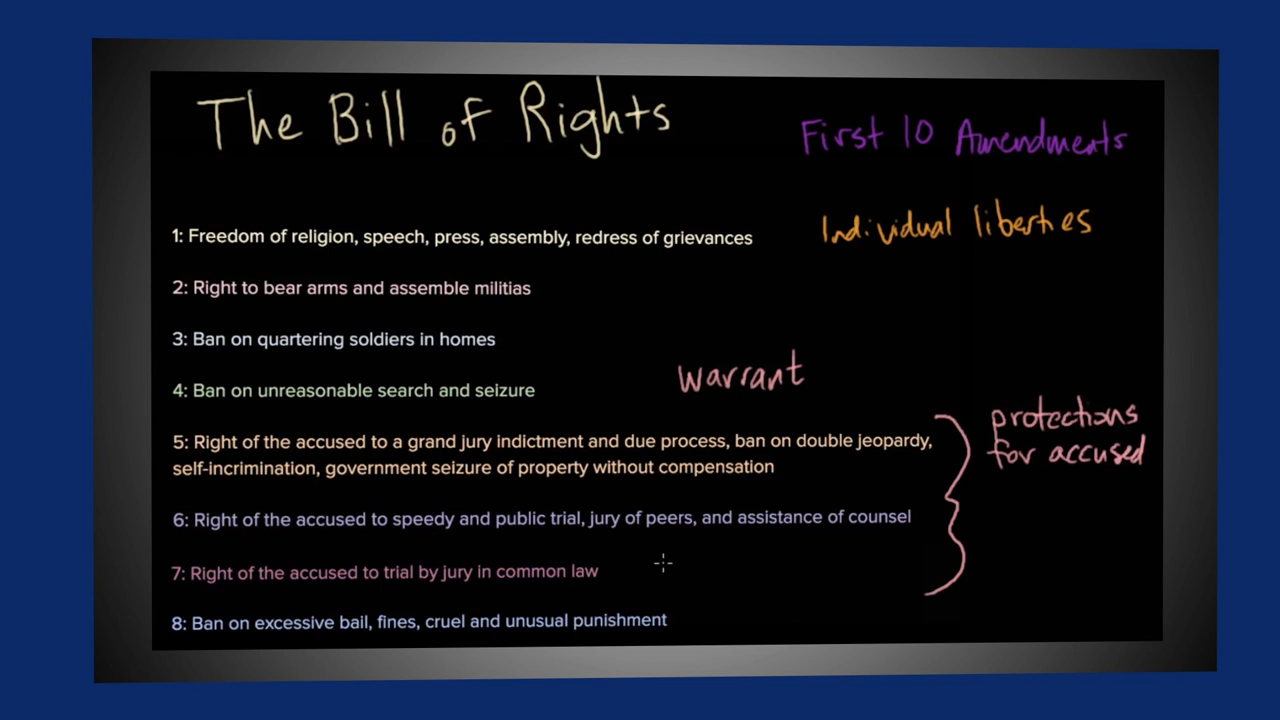 The Bill of Rights
First 10 Amendments
Individual liberties
1: Freedom of religion, speech, press, assembly, redress of grievances
2: Right to bear arms and assemble militias
3: Ban on quartering soldiers in homes
warrant
4: Ban on unreasonable search and seizure
protections
for accused
5: Right of the accused to a grand jury indictment and due process, ban on double jeopardy,
self-incrimination, government seizure of property without compensation
6: Right of the accused to speedy and public trial, jury of peers, and assistance of counsel
7: Right of the accused to trial by jury in common law
8: Ban on excessive bail, fines, cruel and unusual punishment